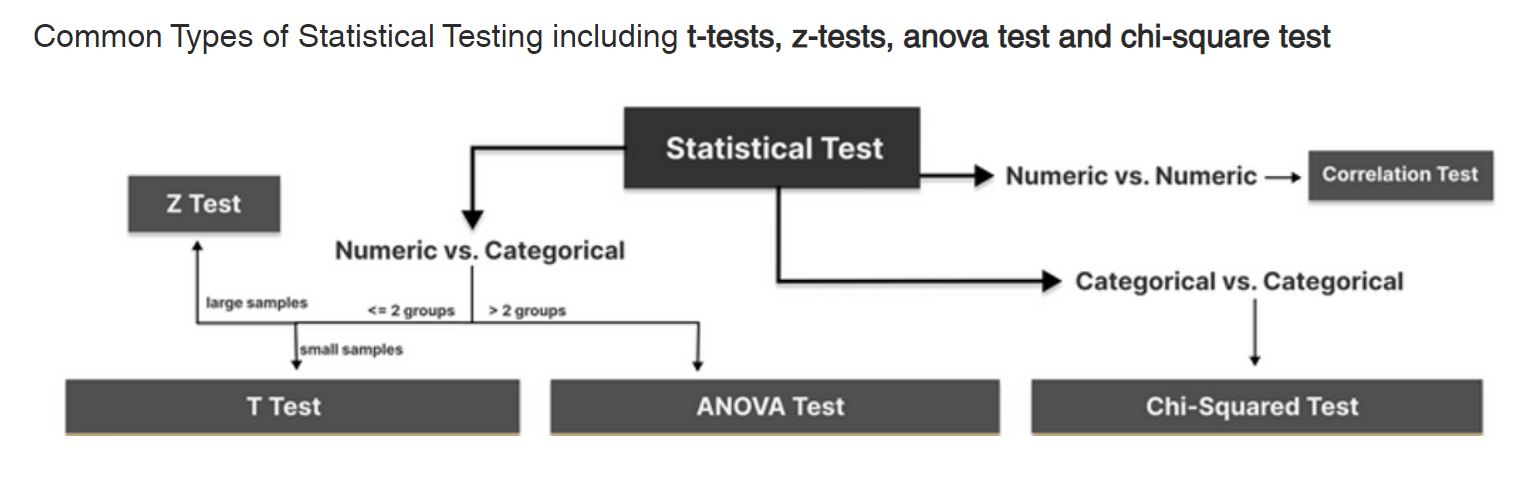 Common Types of Statistical Testing including t-tests, z-tests, anova test and chi-square test
Statistical Test
Numeric vs. Numeric
Correlation Test
Z Test
Numeric vs. Categorical
Categorical vs. Categorical
large samples
<= 2 groups
> 2 groups
small samples
T Test
ANOVA Test
Chi-Squared Test